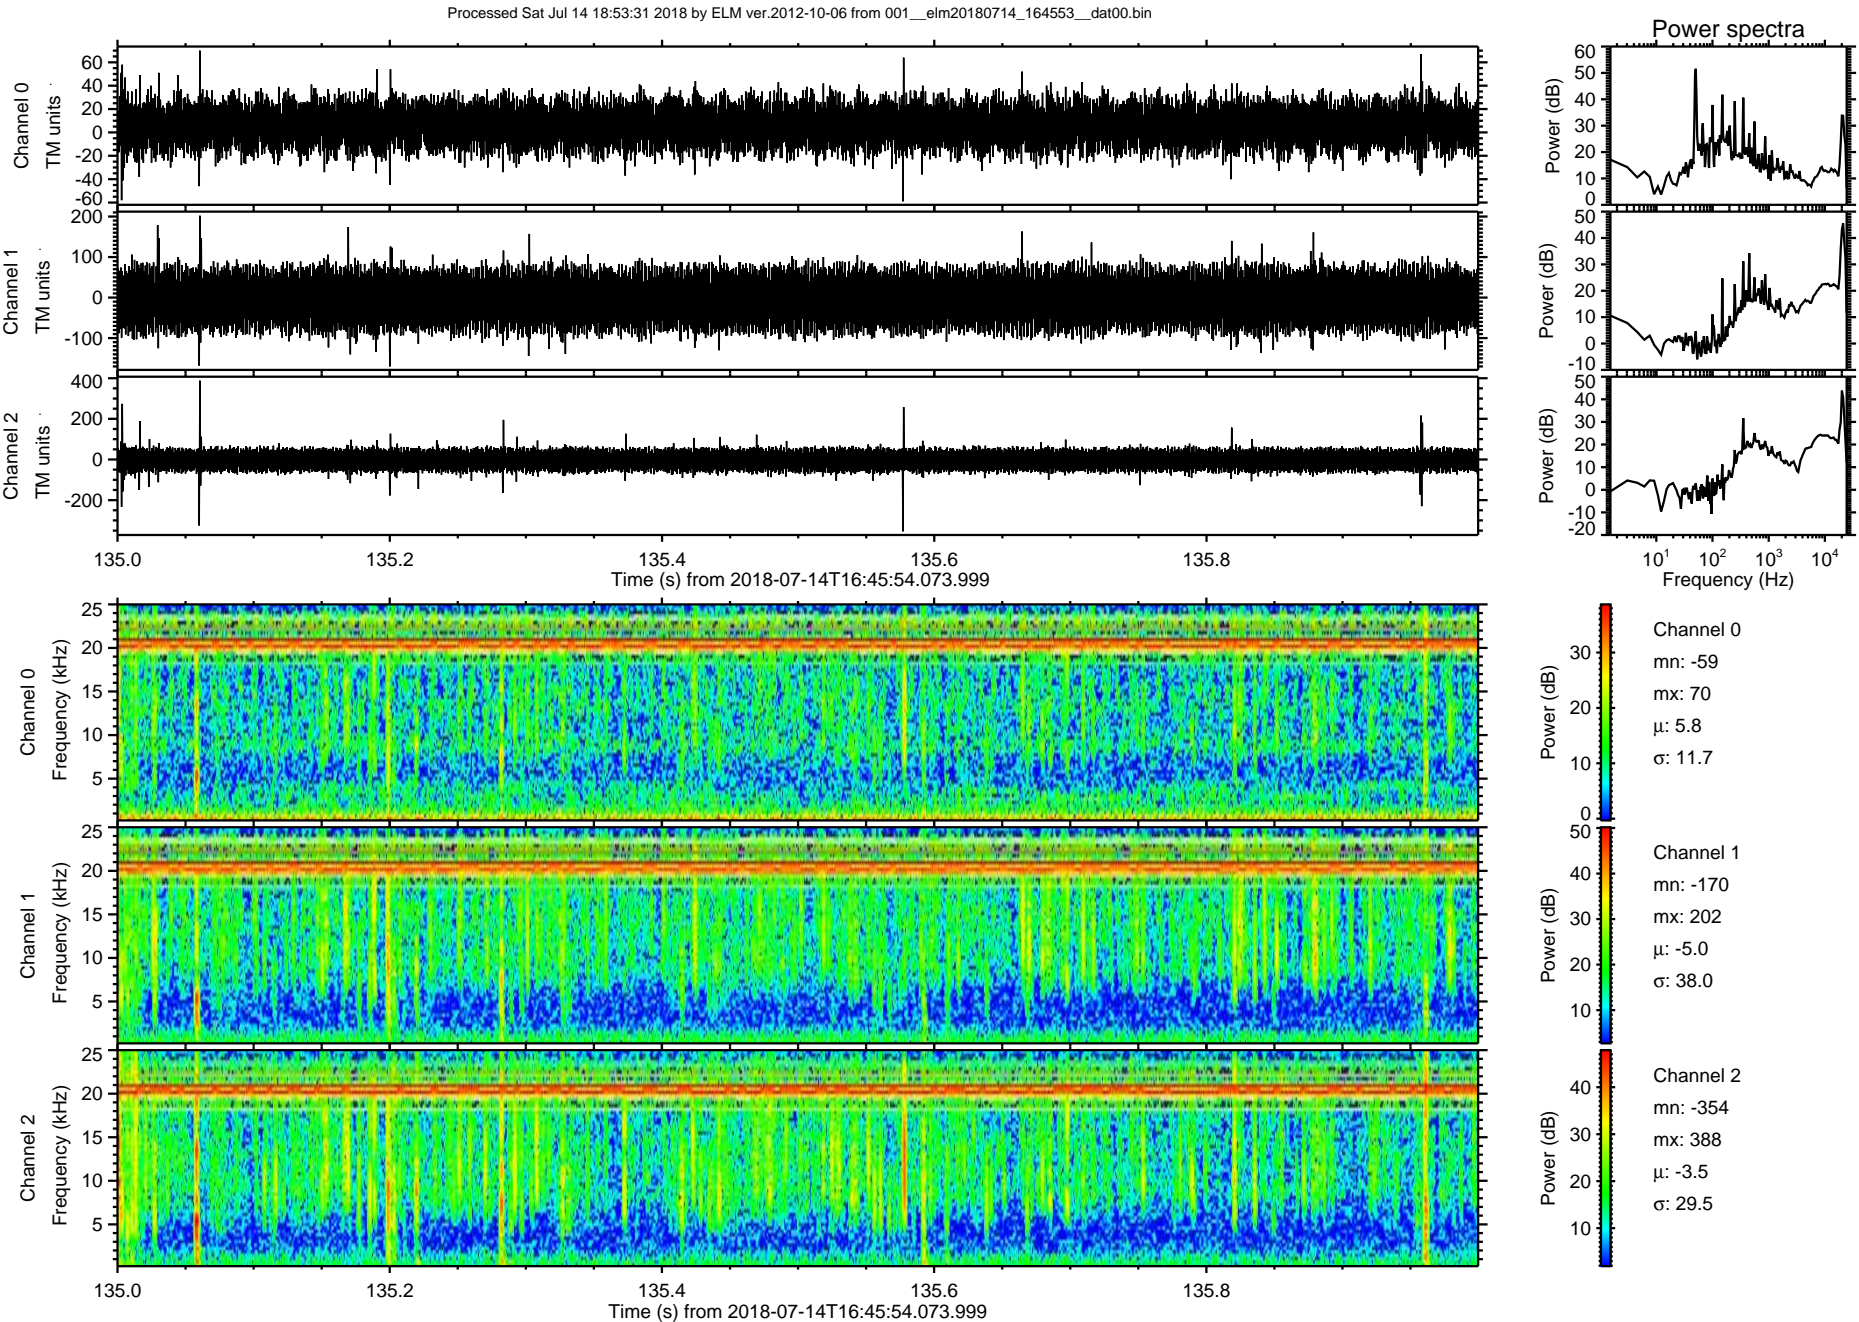 Processed Sat Jul 14 18:53:31 2018 by ELM ver.2012-10-06 from 001__elm20180714_164553__dat00.bin
Power spectra
Channel 0
TM units
60
40
20
0
-20
-40
-60
Power (dB)
60
50
40
30
20
10
0
Channel 1
TM units
200
100
0
-100
Power (dB)
50
40
30
20
10
0
-10
Channel 2
TM units
400
200
0
-200
Power (dB)
50
40
30
20
10
0
-10
-20
135.0 135.2 135.4 135.6 135.8
Time (s) from 2018-07-14T16:45:54.073.999
10^1 10^2 10^3 10^4
Frequency (Hz)
Channel 0
Frequency (kHz)
25
20
15
10
5
Power (dB)
30
20
10
0
Channel 0
mn: -59
mx: 70
µ: 5.8
σ: 11.7
Channel 1
Frequency (kHz)
25
20
15
10
5
Power (dB)
50
40
30
20
10
Channel 1
mn: -170
mx: 202
µ: -5.0
σ: 38.0
Channel 2
Frequency (kHz)
25
20
15
10
5
Power (dB)
40
30
20
10
Channel 2
mn: -354
mx: 388
µ: -3.5
σ: 29.5
135.0 135.2 135.4 135.6 135.8
Time (s) from 2018-07-14T16:45:54.073.999